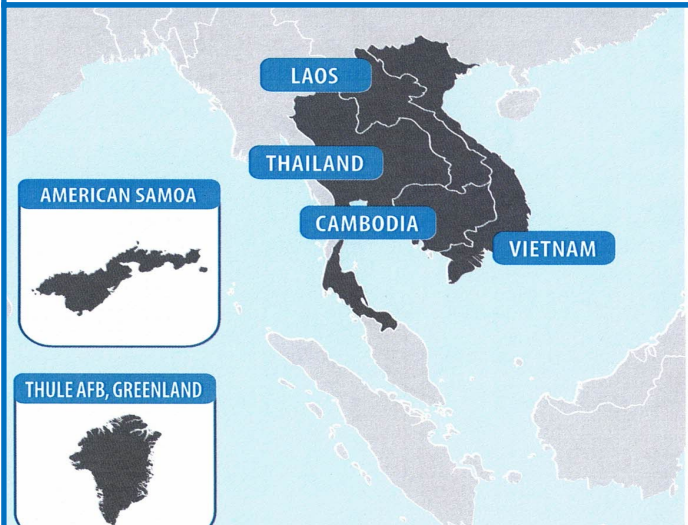 LAOS
THAILAND
AMERICAN SAMOA
CAMBODIA
VIETNAM
THULE AFB, GREENLAND